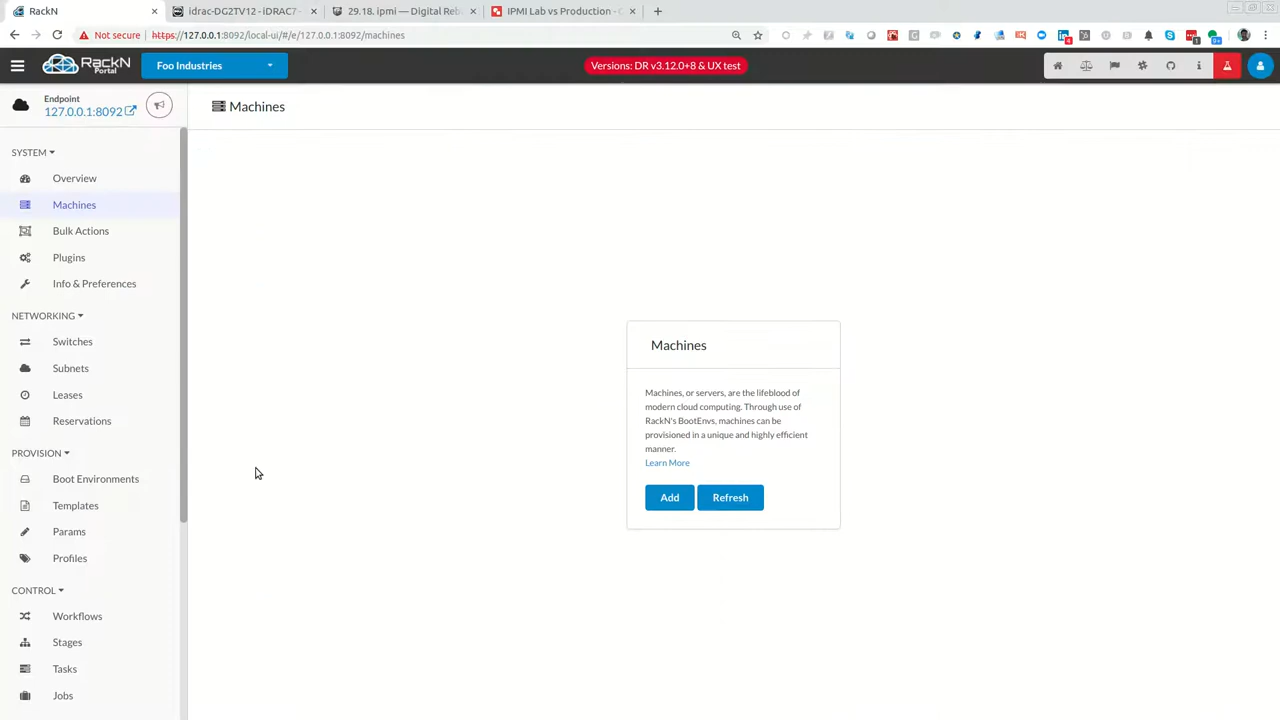 RackN
idrac-DG2TV12 - iDRAC7 -
29.18. ipmi — Digital Reb
IPMI Lab vs Production - G
Not secure
https://127.0.0.1:8092/local-ui/#/e/127.0.0.1:8092/machines
RackN
Portal
Foo Industries
Versions: DR v3.12.0+8 & UX test
Endpoint
127.0.0.1:8092
Machines
SYSTEM
Overview
Machines
Bulk Actions
Plugins
Info & Preferences
NETWORKING
Switches
Subnets
Leases
Reservations
PROVISION
Boot Environments
Templates
Params
Profiles
CONTROL
Workflows
Stages
Tasks
Jobs
Machines
Machines, or servers, are the lifeblood of
modern cloud computing. Through use of
RackN's BootEnvs, machines can be
provisioned in a unique and highly efficient
manner.
Learn More
Add
Refresh